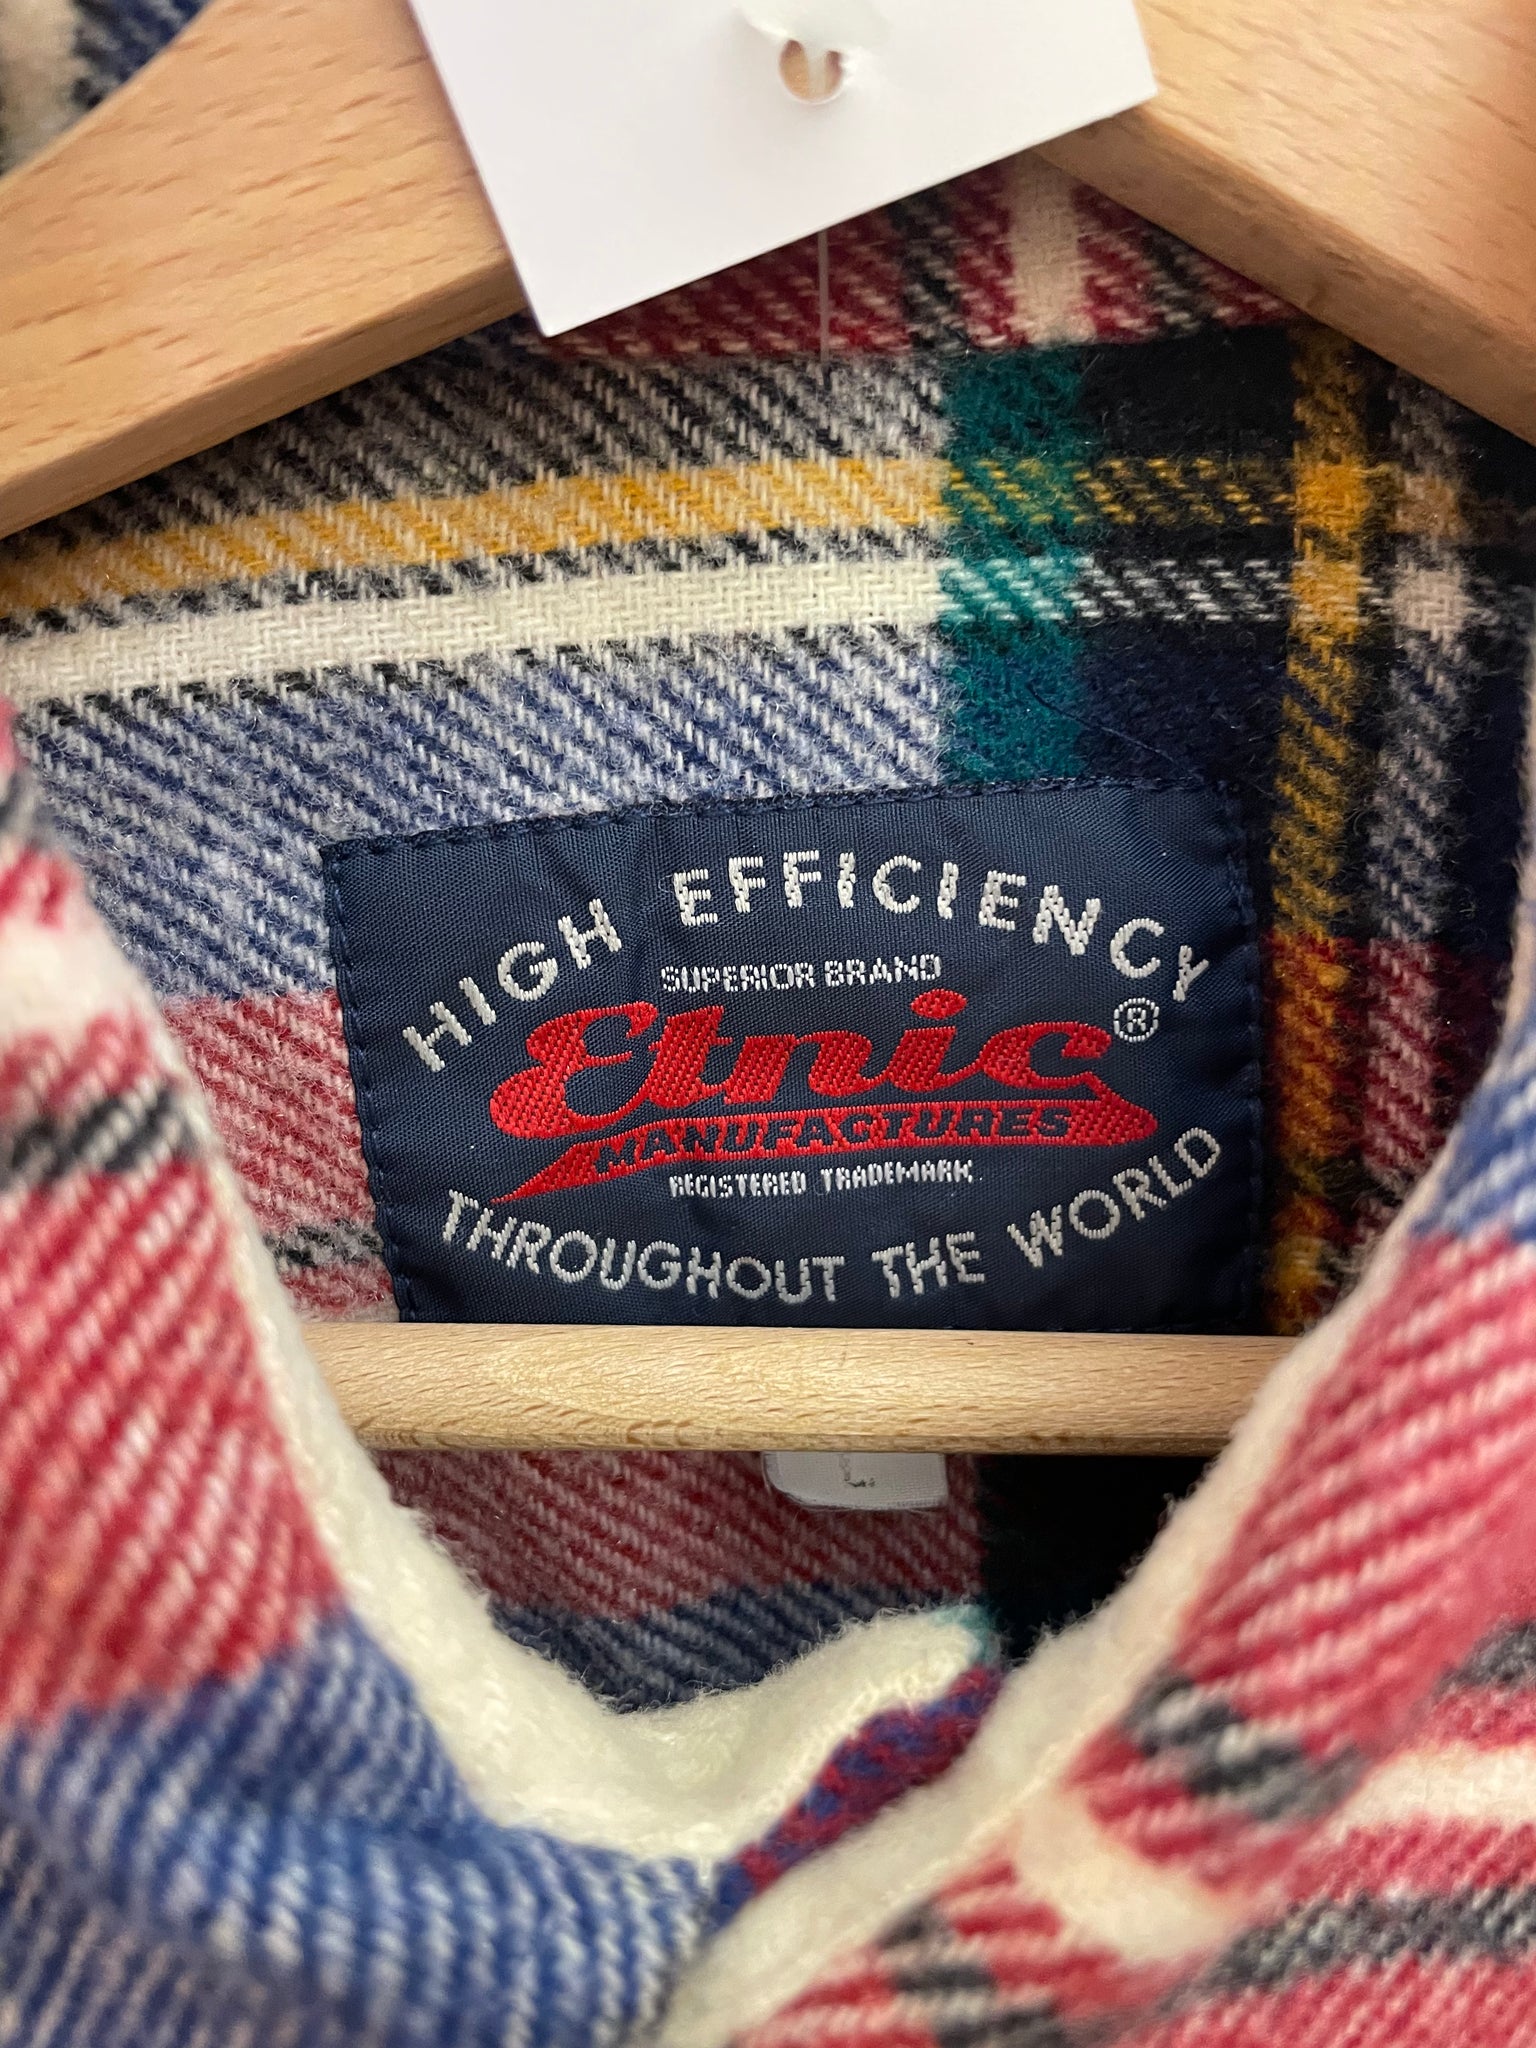 HIGH EFFICIENCY
SUPERIOR BRAND
Etnic ®
MANUFACTURES
REGISTERED TRADEMARK
THROUGHOUT THE WORLD
L